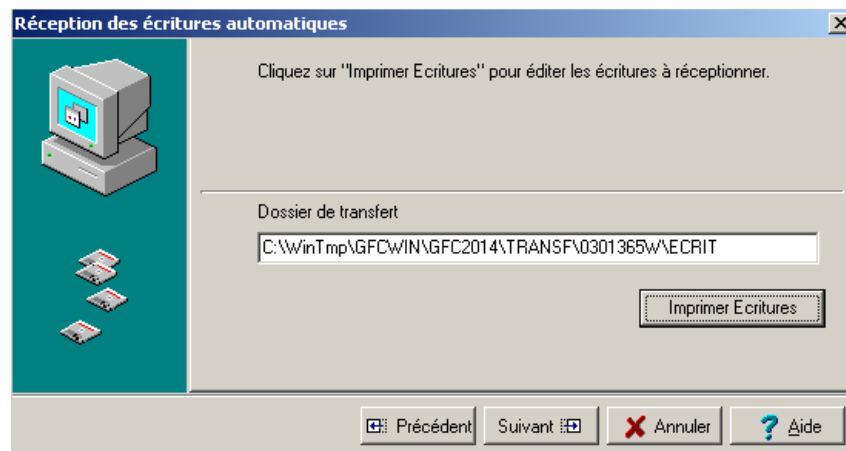 Réception des écritures automatiques
Cliquez sur "Imprimer Ecritures" pour éditer les écritures à réceptionner.
Dossier de transfert
C:\WinTmp\GFCWIN\GFC2014\TRANSF\0301365W\ECRIT
Imprimer Ecritures
Précédent Suivant Annuler ? Aide